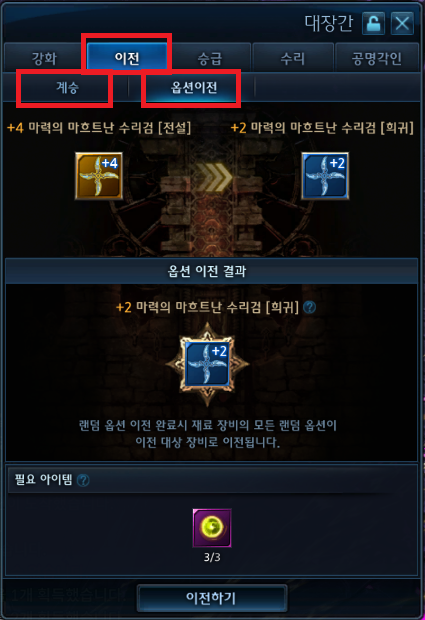 대장간
강화 이전 승급 수리 공명각인
계승 옵션이전
+4 마력의 마흐트난 수리검 [전설] +2 마력의 마흐트난 수리검 [희귀]
+4 +2
옵션 이전 결과
+2 마력의 마흐트난 수리검 [희귀] ?
+2
랜덤 옵션 이전 완료시 재료 장비의 모든 랜덤 옵션이
이전 대상 장비로 이전됩니다.
필요 아이템 ?
3/3
이전하기